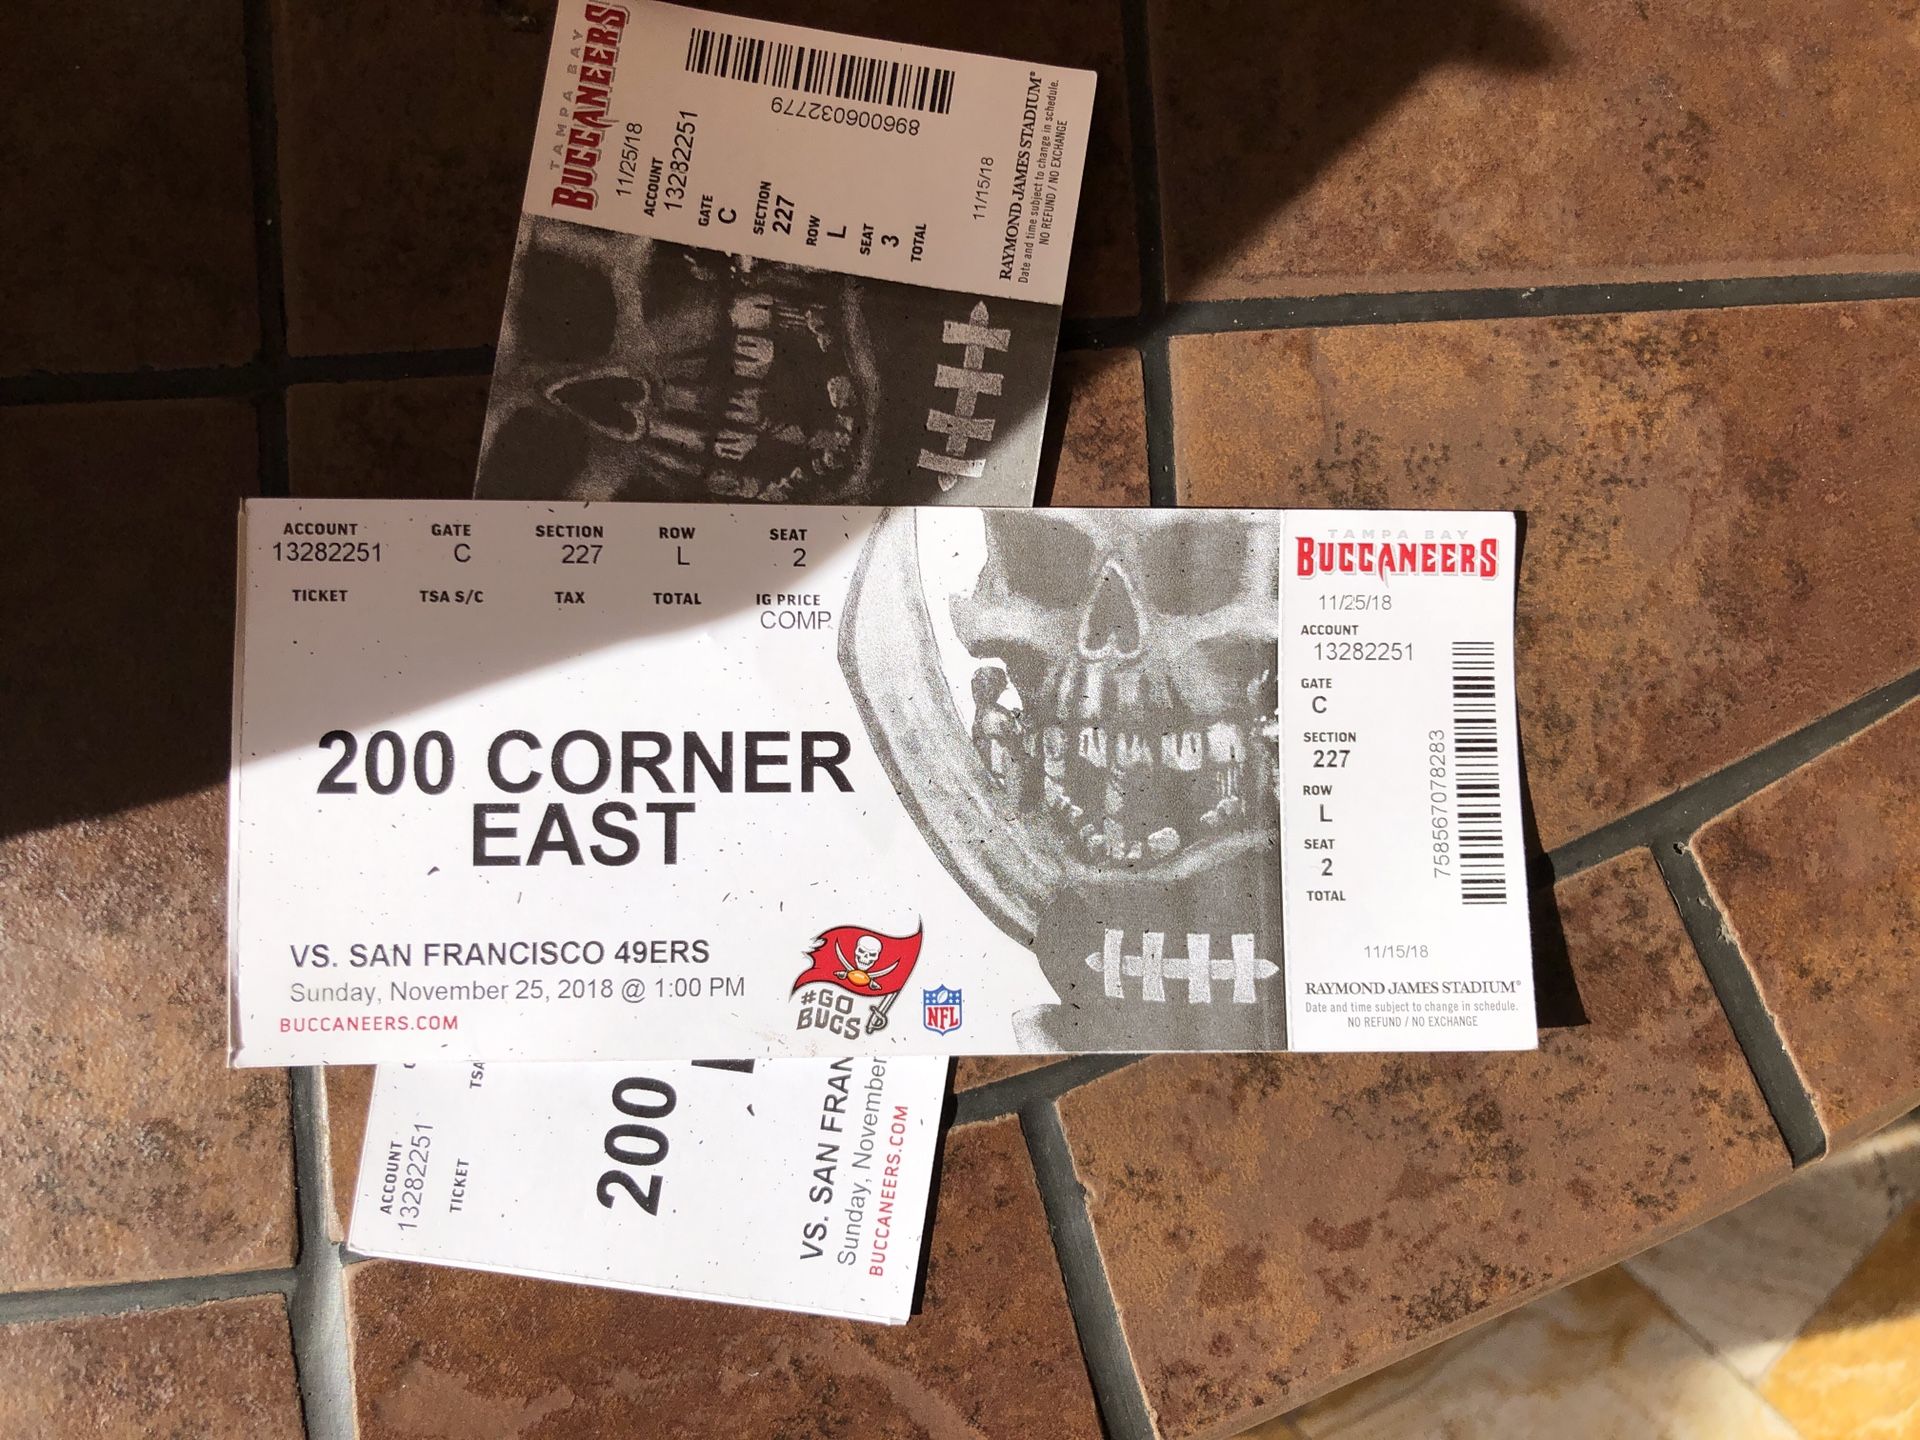 TAMPA BAY
BUCCANEERS
11/25/18
ACCOUNT
13282251
GATE
C
SECTION
227
ROW
L
SEAT
3
TOTAL
8960006032779
11/15/18
RAYMOND JAMES STADIUM®
Date and time subject to change in schedule.
NO REFUND / NO EXCHANGE
ACCOUNT GATE SECTION ROW SEAT
13282251 C 227 L 2
TICKET TSA S/C TAX TOTAL IG PRICE
COMP
200 CORNER
EAST
VS. SAN FRANCISCO 49ERS
Sunday, November 25, 2018 @ 1:00 PM
BUCCANEERS.COM
#GO
BUCS
NFL
TAMPA BAY
BUCCANEERS
11/25/18
ACCOUNT
13282251
GATE
C
SECTION
227
ROW
L
SEAT
2
TOTAL
758567078283
11/15/18
RAYMOND JAMES STADIUM®
Date and time subject to change in schedule.
NO REFUND / NO EXCHANGE
ACCOUNT
13282251
TICKET TSA
200
VS. SAN FRAN
Sunday, November
BUCCANEERS.COM